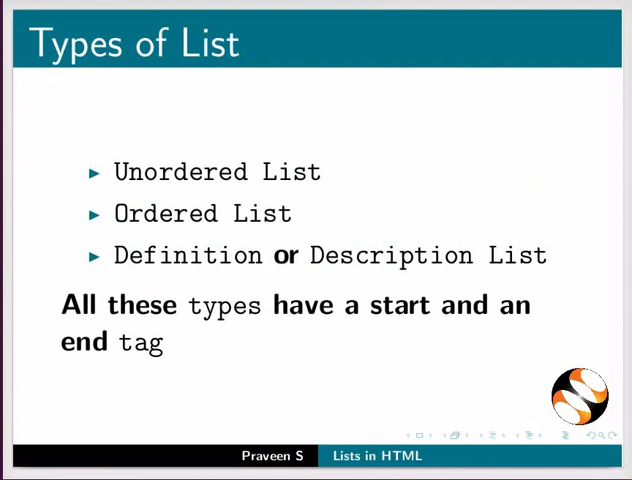 Types of List
Unordered List
Ordered List
Definition or Description List
All these types have a start and an
end tag
Praveen S
Lists in HTML